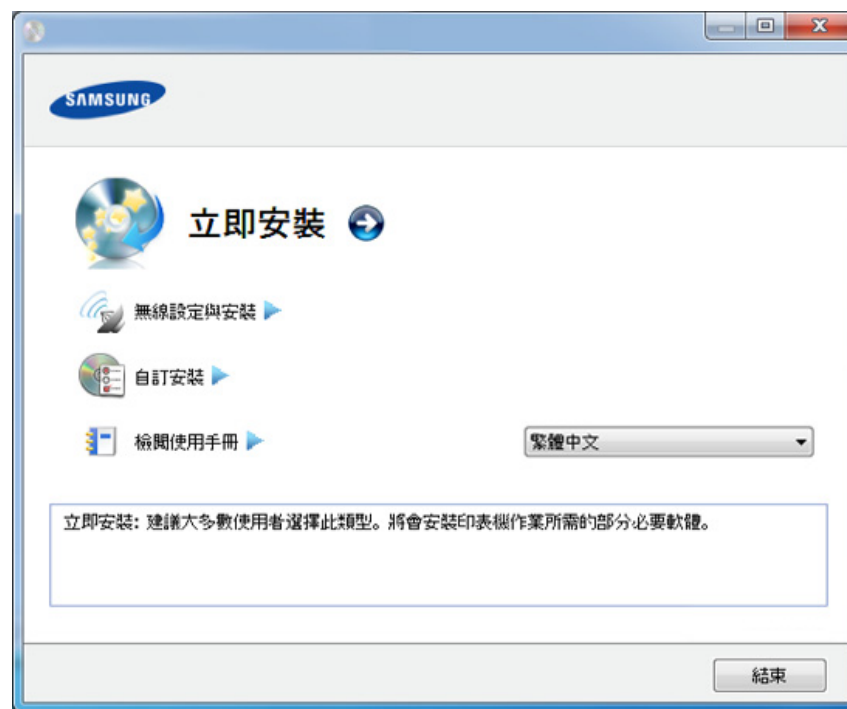 SAMSUNG
立即安裝
無線設定與安裝
自訂安裝
檢閱使用手冊
繁體中文
立即安裝: 建議大多數使用者選擇此類型。將會安裝印表機作業所需的部分必要軟體。
結束